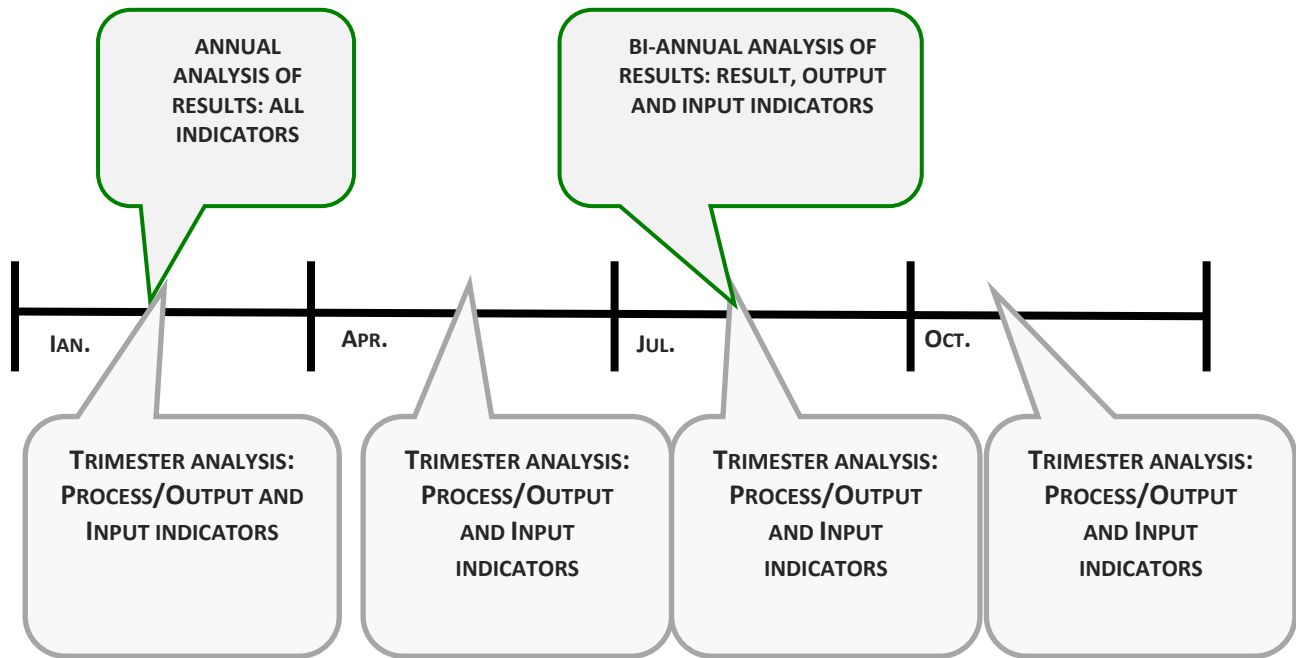 ANNUAL
ANALYSIS OF
RESULTS: ALL
INDICATORS
BI-ANNUAL ANALYSIS OF
RESULTS: RESULT, OUTPUT
AND INPUT INDICATORS
IAN.
APR.
JUL.
OCT.
TRIMESTER ANALYSIS:
PROCESS/OUTPUT AND
INPUT INDICATORS
TRIMESTER ANALYSIS:
PROCESS/OUTPUT
AND INPUT
INDICATORS
TRIMESTER ANALYSIS:
PROCESS/OUTPUT
AND INPUT
INDICATORS
TRIMESTER ANALYSIS:
PROCESS/OUTPUT
AND INPUT
INDICATORS